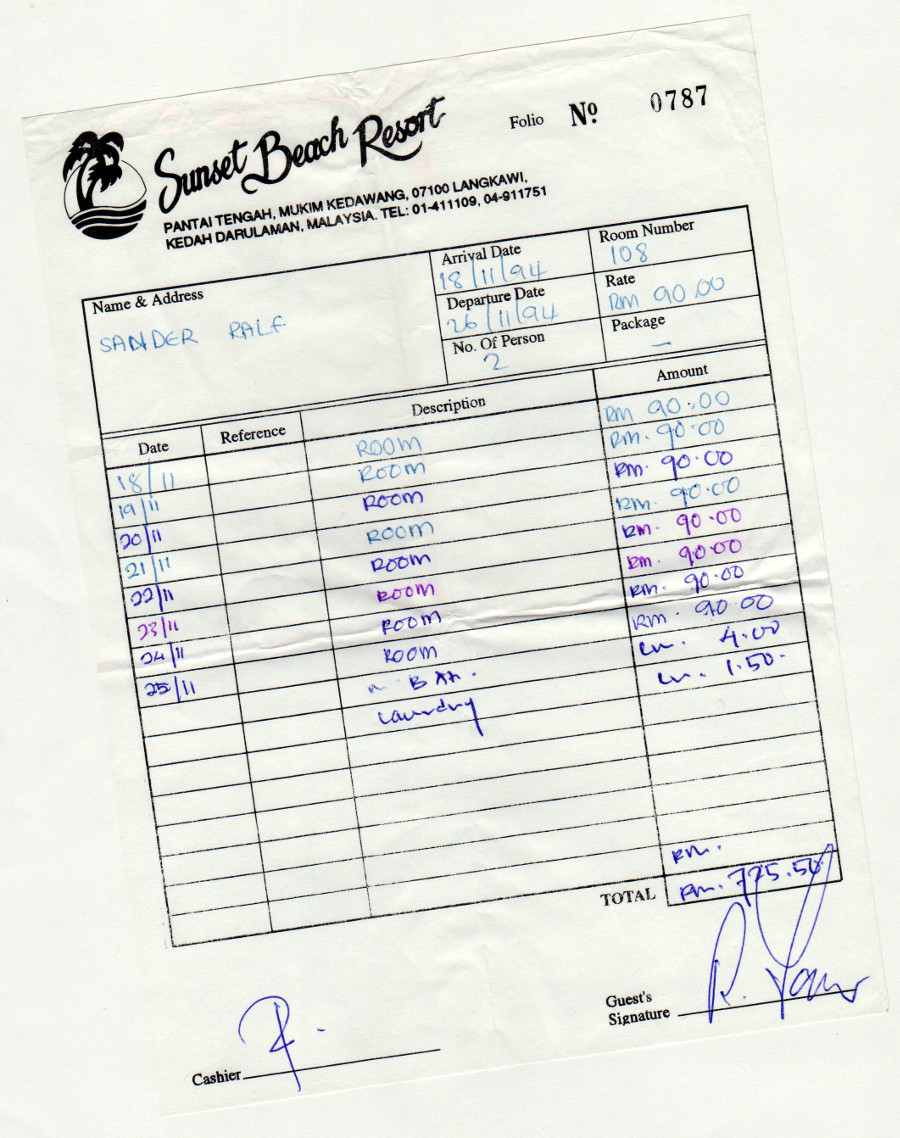 Sunset Beach Resort
Folio Nº 0787
PANTAI TENGAH, MUKIM KEDAWANG, 07100 LANGKAWI,
KEDAH DARULAMAN, MALAYSIA. TEL: 01-411109, 04-911751
Name & Address
SANDER RALF
Arrival Date
18/11/94
Room Number
108
Departure Date
26/11/94
Rate
RM 90.00
No. Of Person
2
Package
—
Date Reference Description Amount
18/11 ROOM RM 90.00
19/11 ROOM RM. 90.00
20/11 ROOM RM. 90.00
21/11 ROOM RM. 90.00
22/11 ROOM RM. 90.00
23/11 ROOM RM. 90.00
24/11 ROOM RM. 90.00
25/11 ROOM RM. 90.00
4.00
Laundry 1.50
RM.
TOTAL RM. 725.50
Guest's
Signature
Cashier